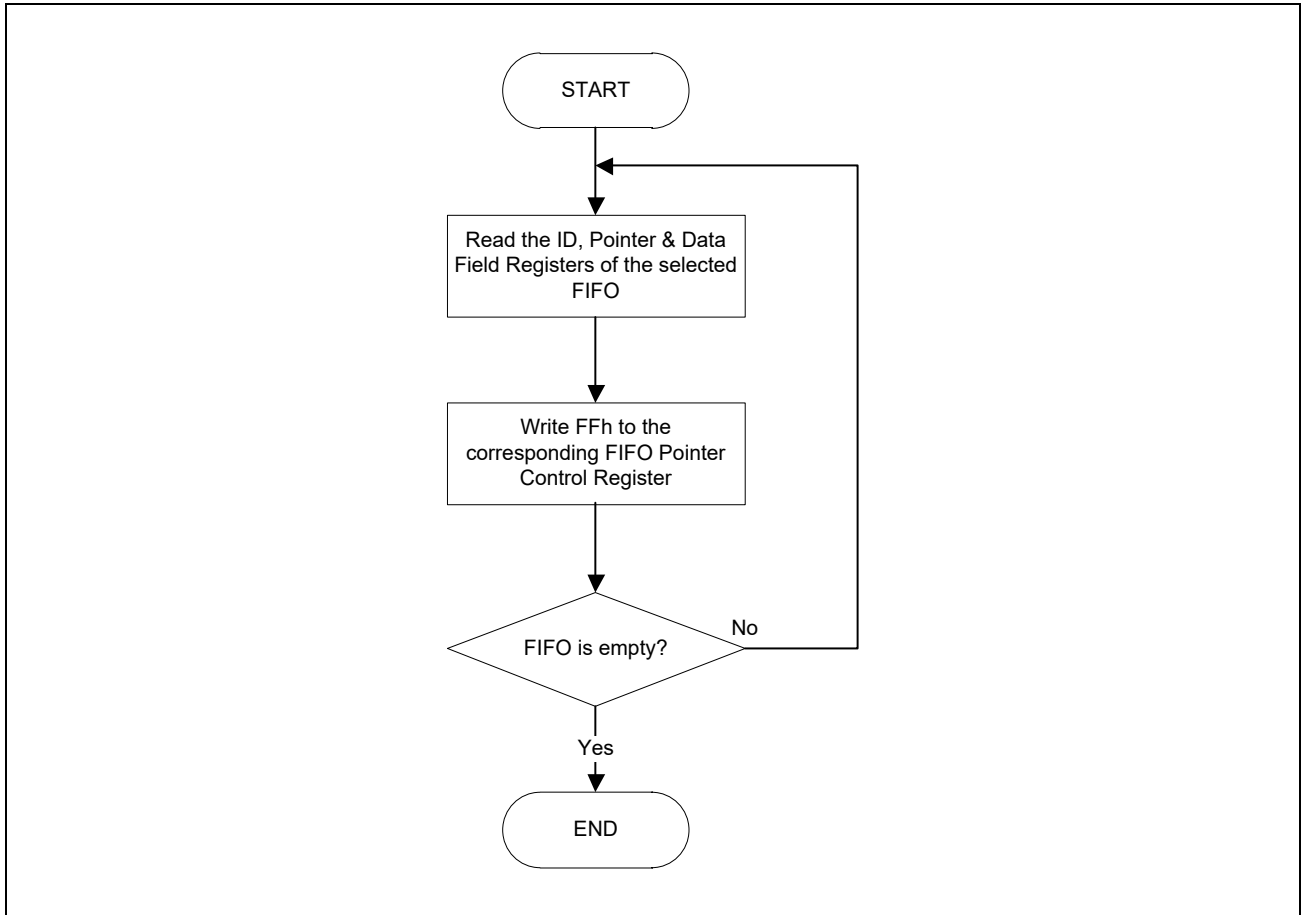 START
Read the ID, Pointer & Data
Field Registers of the selected
FIFO
Write FFh to the
corresponding FIFO Pointer
Control Register
FIFO is empty?
No
Yes
END